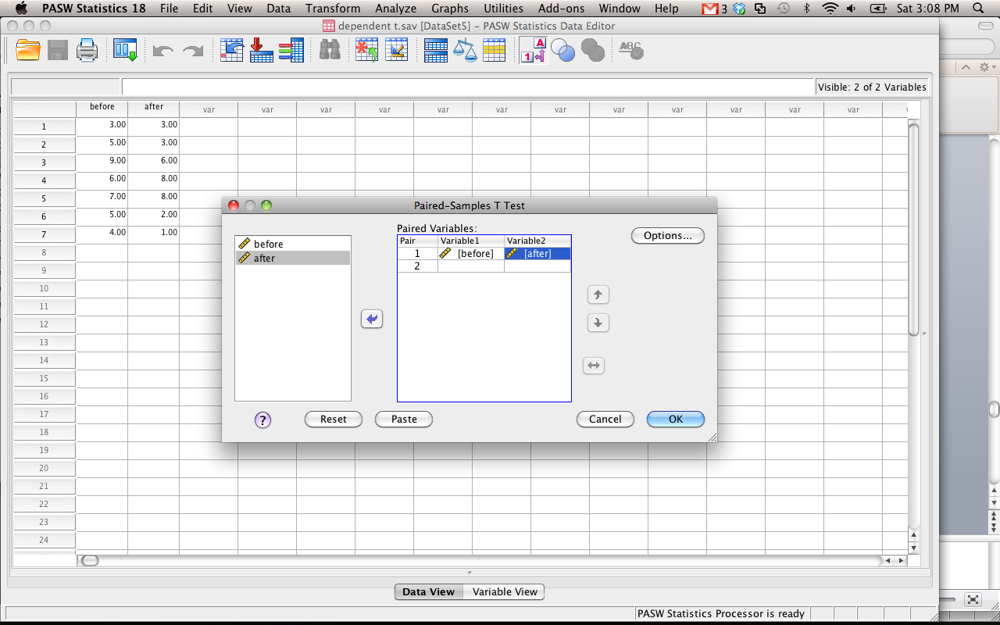 PASW Statistics 18 File Edit View Data Transform Analyze Graphs Utilities Add-ons Window Help 3 Sat 3:08 PM
dependent t.sav [DataSet5] – PASW Statistics Data Editor
A
1
ABC
Visible: 2 of 2 Variables
before after var var var var var var var var var var var var
1 3.00 3.00
2 5.00 3.00
3 9.00 6.00
4 6.00 8.00
5 7.00 8.00
6 5.00 2.00
7 4.00 1.00
8
9
10
11
12
13
14
15
16
17
18
19
20
21
22
23
24
Paired-Samples T Test
before
after
Paired Variables:
Pair Variable1 Variable2
1 [before] [after]
2
Options...
? Reset Paste Cancel OK
Data View Variable View
PASW Statistics Processor is ready